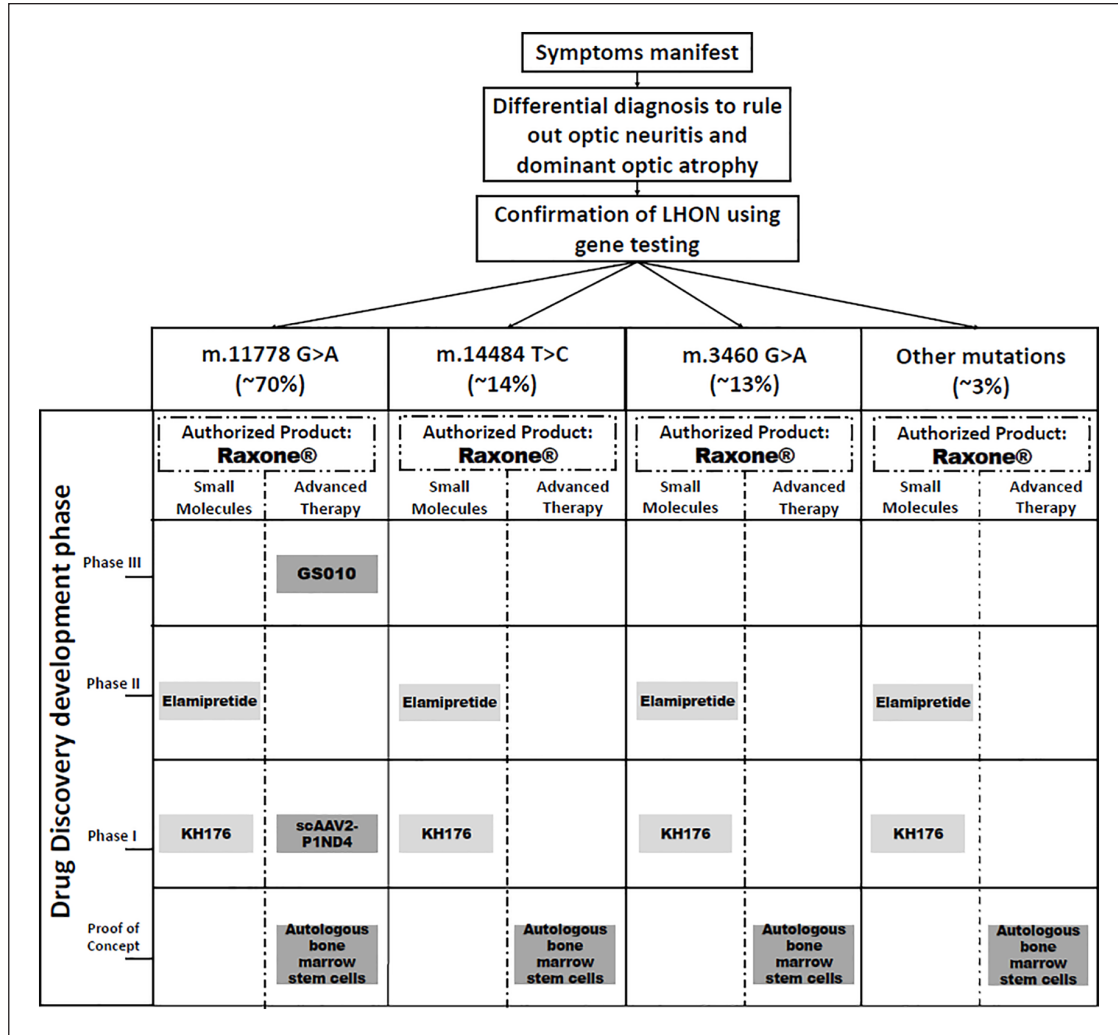 Symptoms manifest
Differential diagnosis to rule
out optic neuritis and
dominant optic atrophy
Confirmation of LHON using
gene testing
m.11778 G>A
(~70%)
m.14484 T>C
(~14%)
m.3460 G>A
(~13%)
Other mutations
(~3%)
Drug Discovery development phase
Authorized Product:
Raxone®
Authorized Product:
Raxone®
Authorized Product:
Raxone®
Authorized Product:
Raxone®
Small
Molecules
Advanced
Therapy
Small
Molecules
Advanced
Therapy
Small
Molecules
Advanced
Therapy
Small
Molecules
Advanced
Therapy
Phase III
GS010
Phase II
Elamipretide
Elamipretide
Elamipretide
Elamipretide
Phase I
KH176
scAAV2-
P1ND4
KH176
KH176
KH176
Proof of
Concept
Autologous
bone
marrow
stem cells
Autologous
bone
marrow
stem cells
Autologous
bone
marrow
stem cells
Autologous
bone
marrow
stem cells